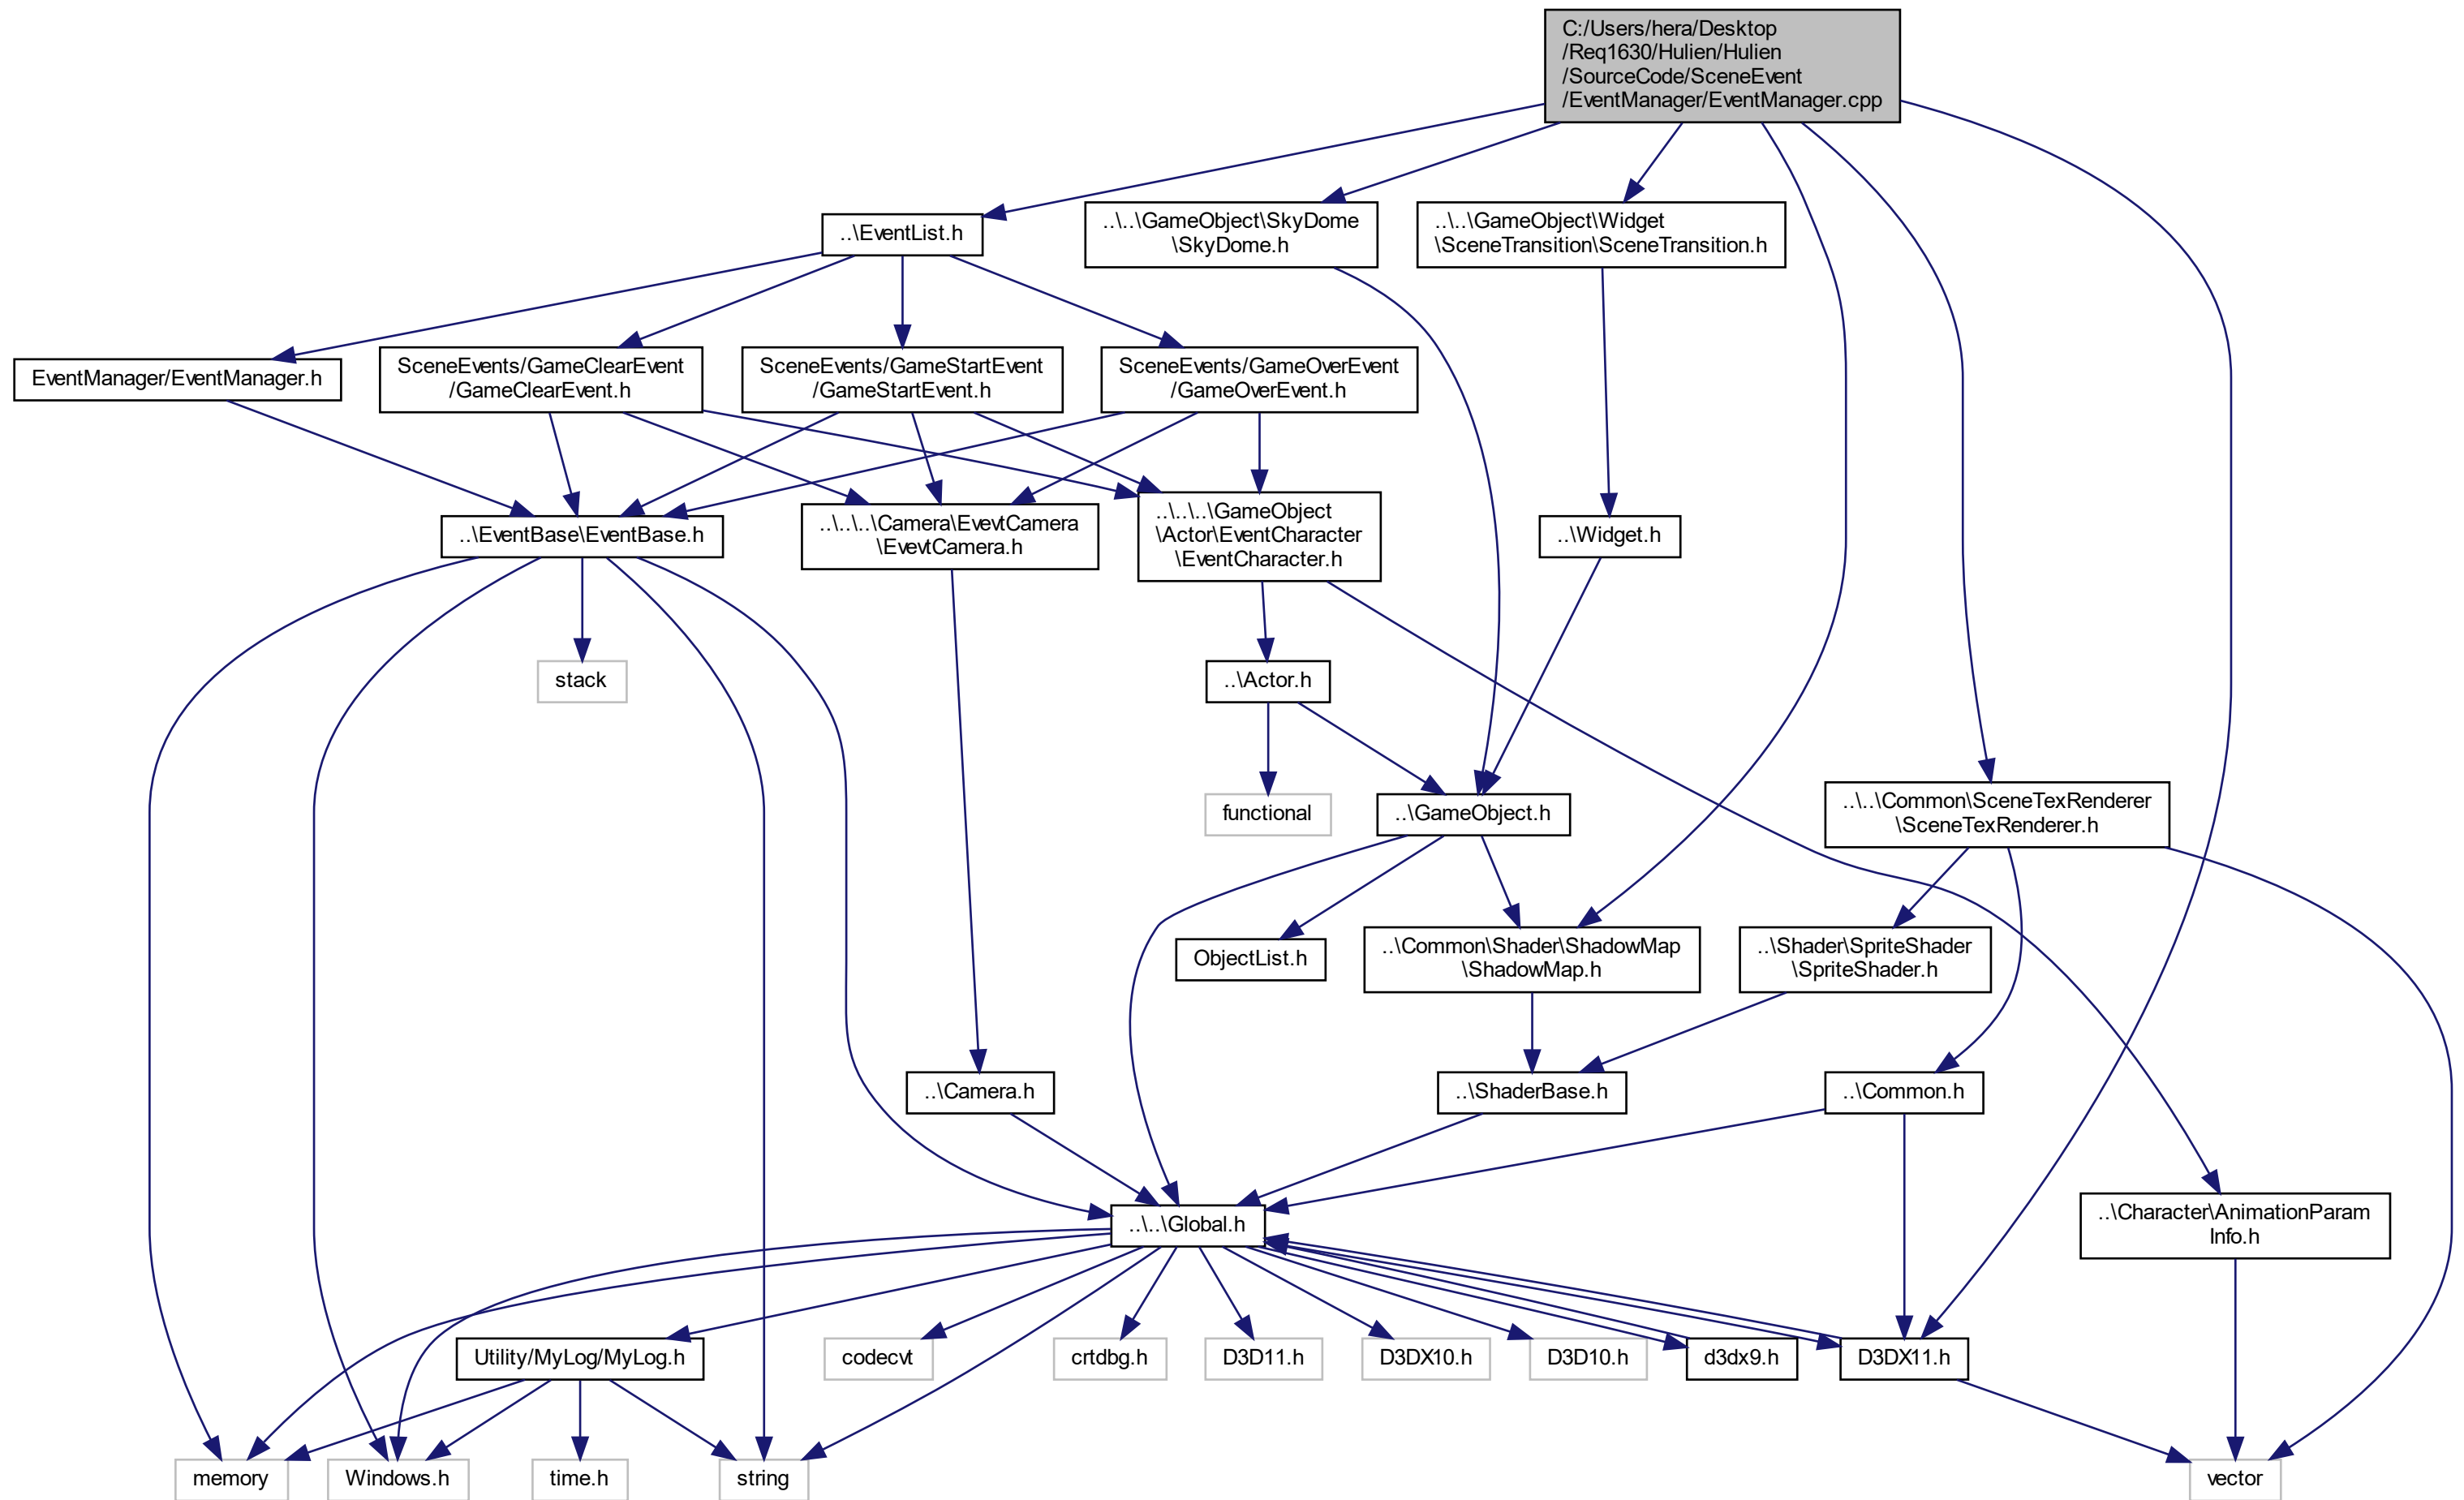 C:/Users/hera/Desktop
/Req1630/Hulien/Hulien
/SourceCode/SceneEvent
/EventManager/EventManager.cpp
..\EventList.h
..\..\GameObject\SkyDome
\SkyDome.h
..\..\GameObject\Widget
\SceneTransition\SceneTransition.h
EventManager/EventManager.h
SceneEvents/GameClearEvent
/GameClearEvent.h
SceneEvents/GameStartEvent
/GameStartEvent.h
SceneEvents/GameOverEvent
/GameOverEvent.h
..\EventBase\EventBase.h
..\..\..\Camera\EvevtCamera
\EvevtCamera.h
..\..\..\GameObject
\Actor\EventCharacter
\EventCharacter.h
..\Widget.h
stack
..\Actor.h
functional
..\GameObject.h
..\..\Common\SceneTexRenderer
\SceneTexRenderer.h
ObjectList.h
..\Common\Shader\ShadowMap
\ShadowMap.h
..\Shader\SpriteShader
\SpriteShader.h
..\Camera.h
..\ShaderBase.h
..\Common.h
..\..\Global.h
..\Character\AnimationParam
Info.h
Utility/MyLog/MyLog.h
codecvt
crtdbg.h
D3D11.h
D3DX10.h
D3D10.h
d3dx9.h
D3DX11.h
memory
Windows.h
time.h
string
vector